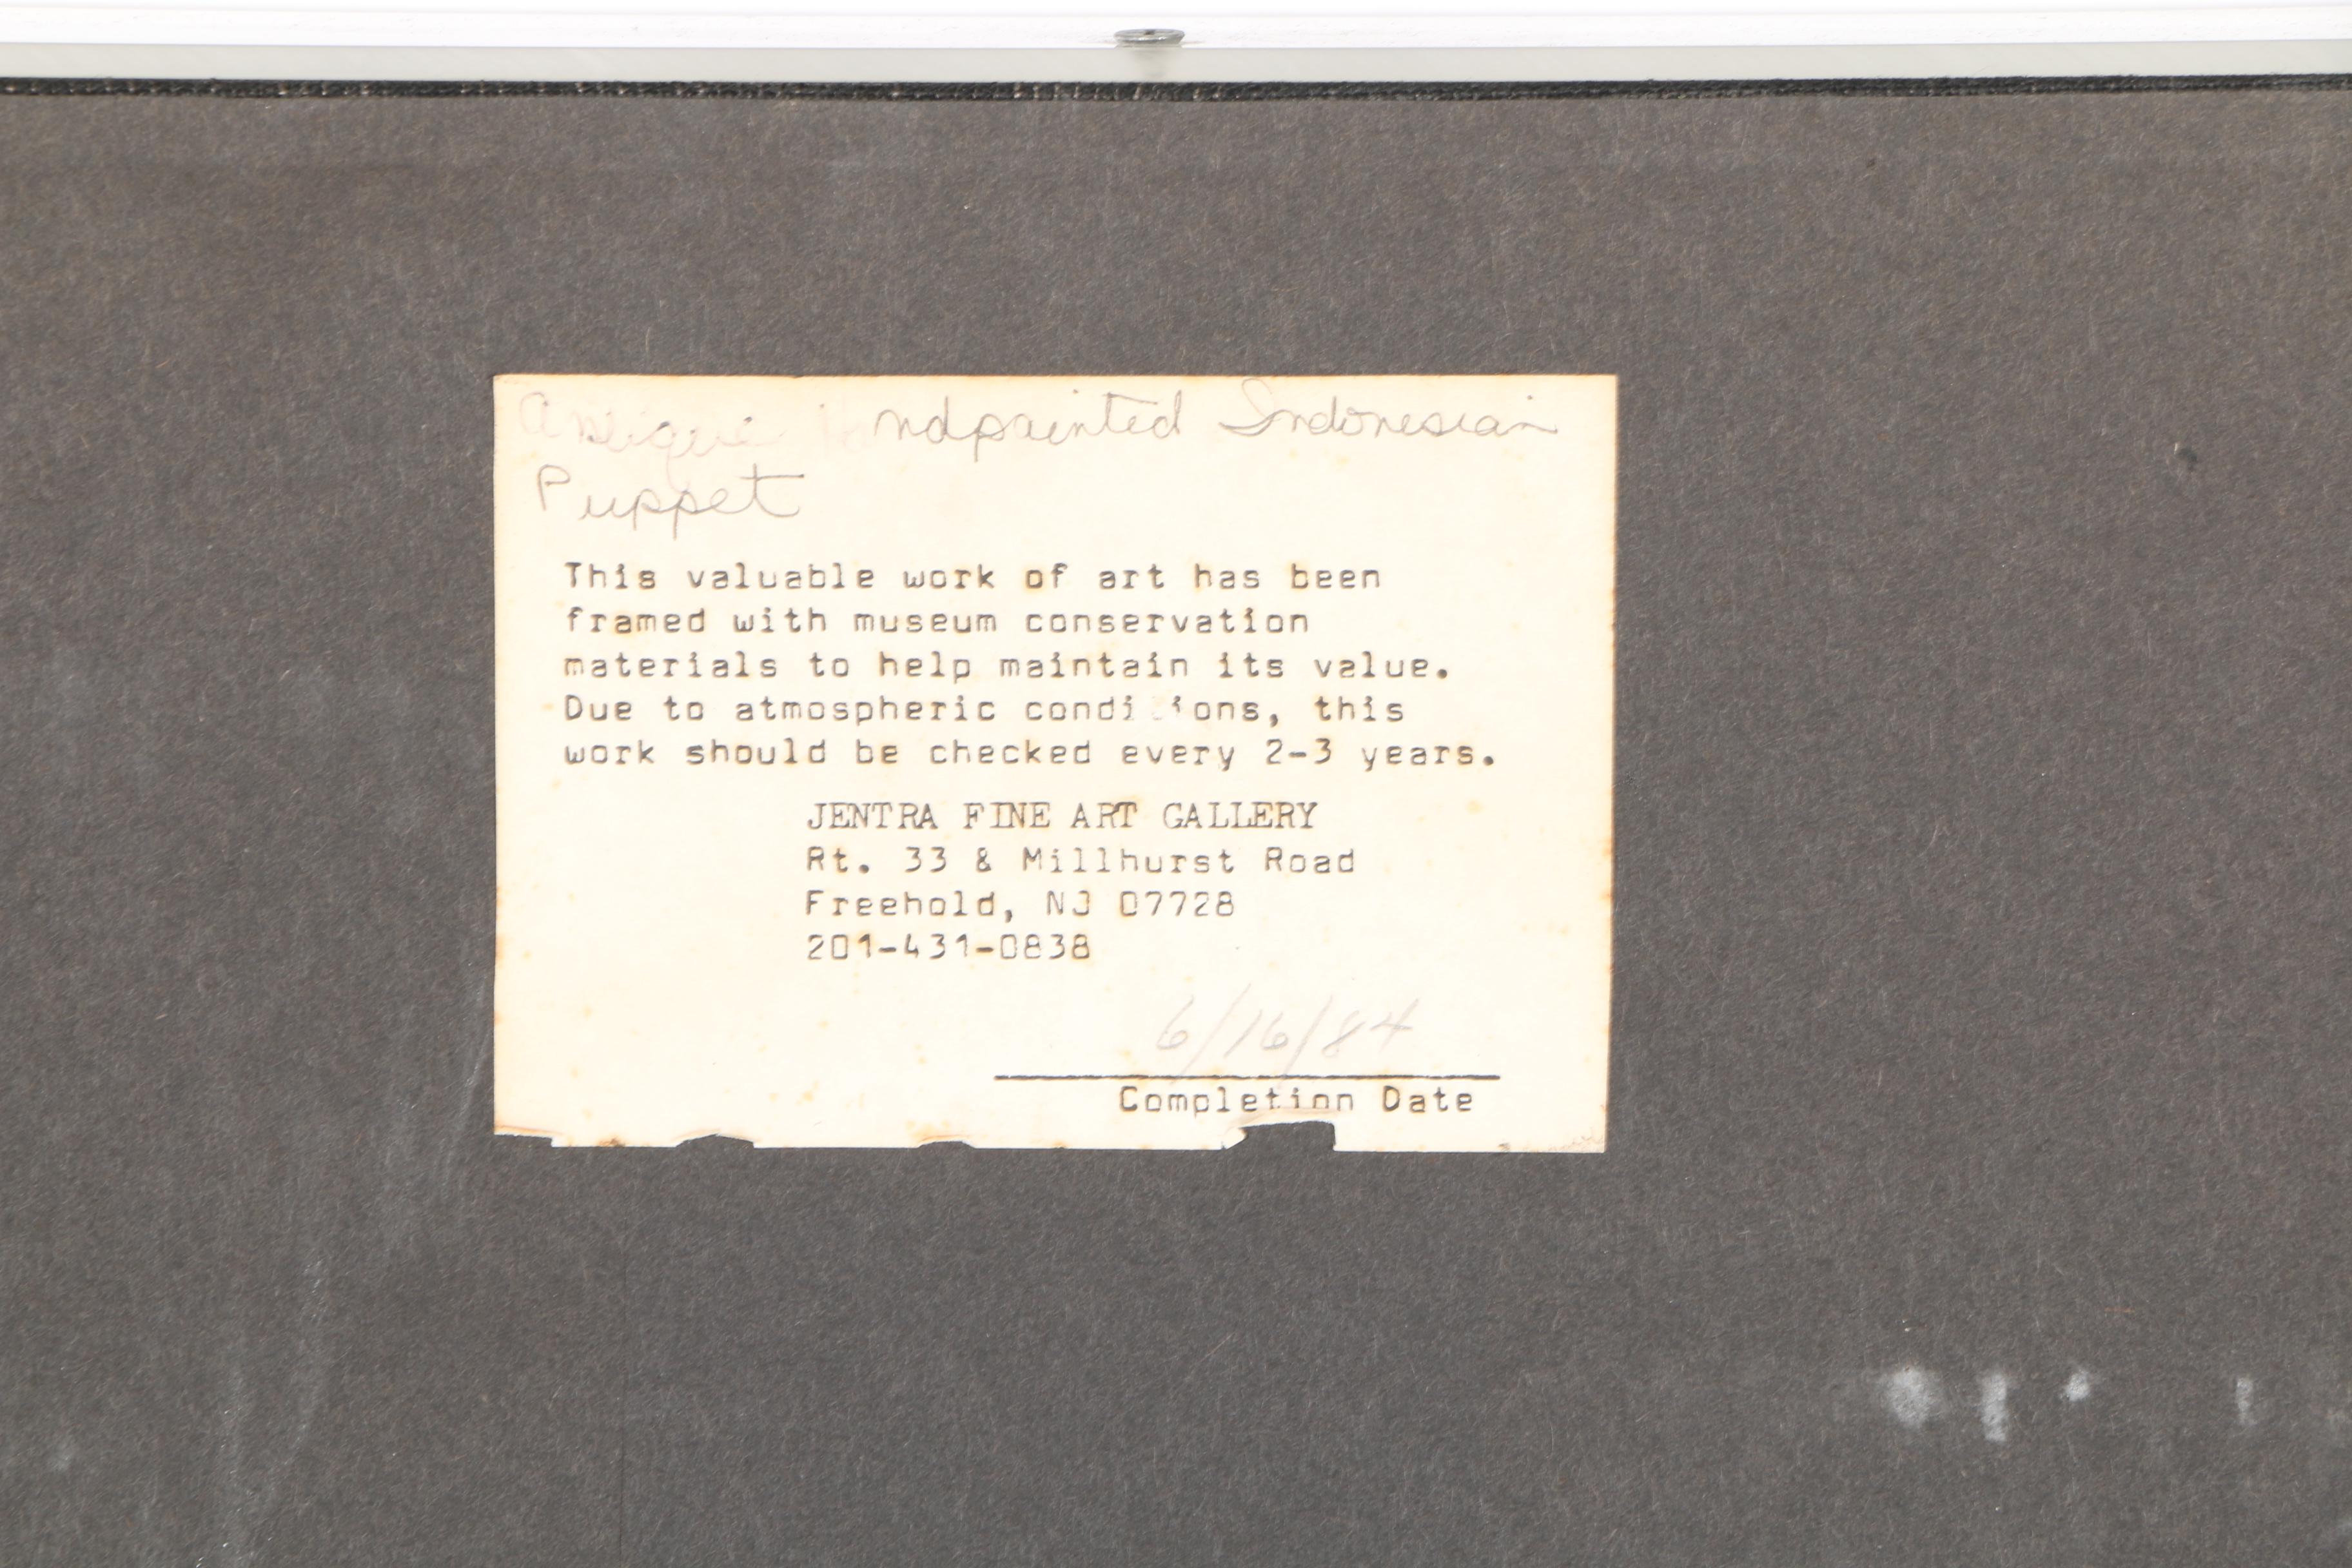 Antique Handpainted Indonesian
Puppet
This valuable work of art has been
framed with museum conservation
materials to help maintain its value.
Due to atmospheric conditions, this
work should be checked every 2-3 years.
JENTRA FINE ART GALLERY
Rt. 33 & Millhurst Road
Freehold, NJ 07728
201-431-0838
6/16/84
Completion Date